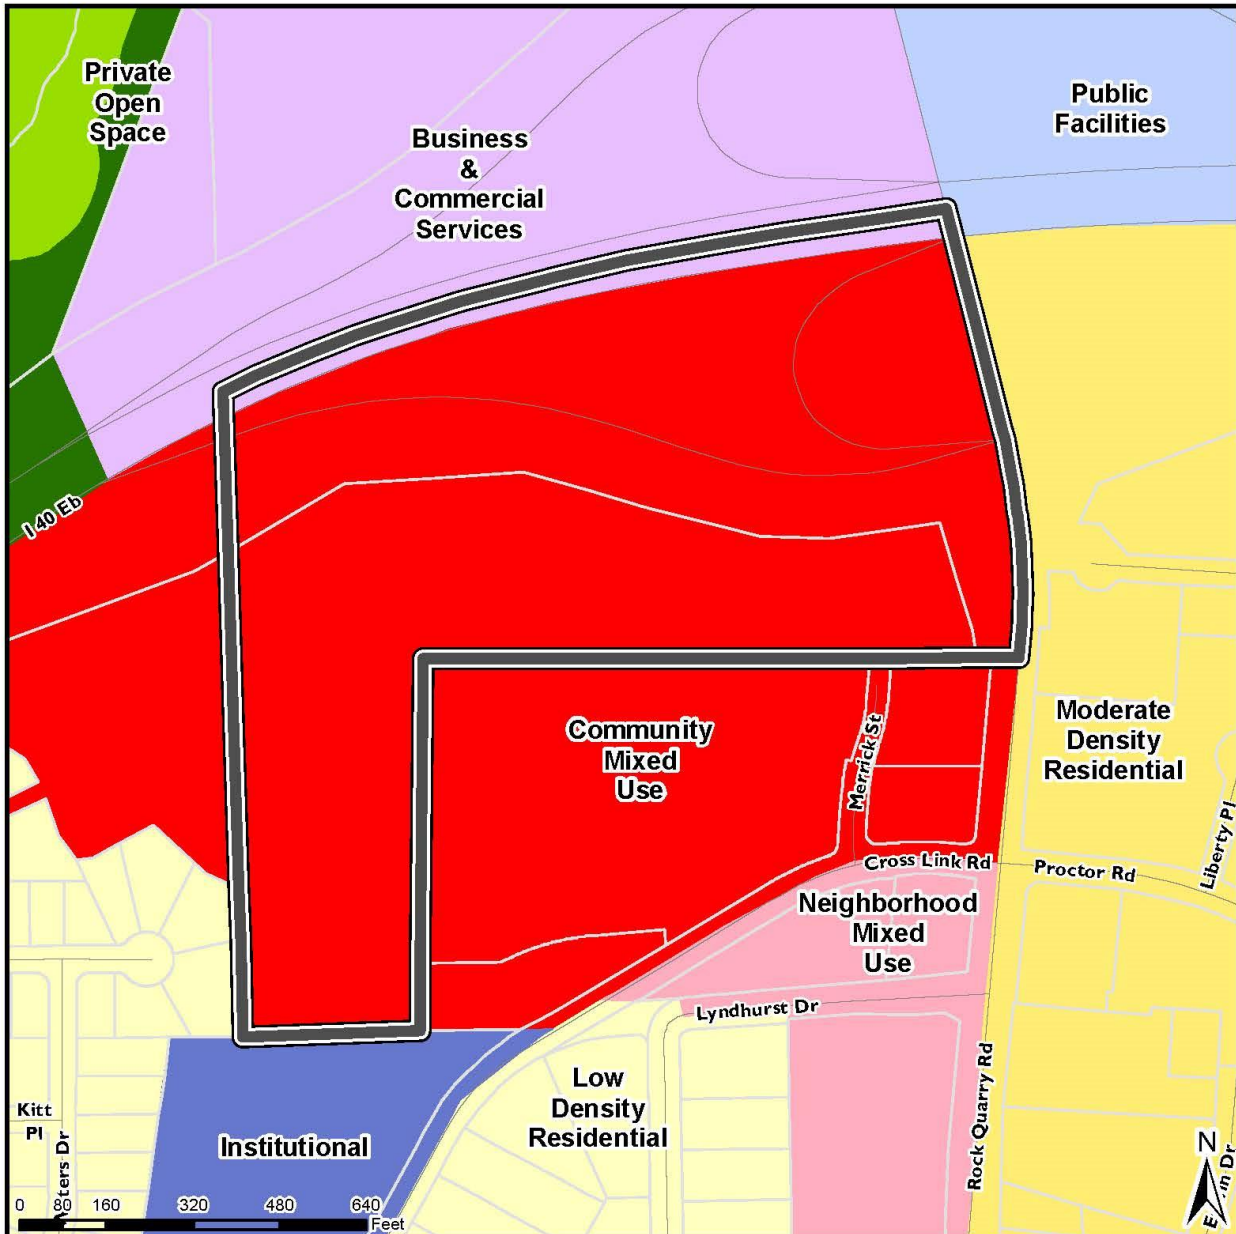 Private
Open
Space
Business
&
Commercial
Services
Public
Facilities
I 40 Eb
Community
Mixed
Use
Merrick St
Moderate
Density
Residential
Liberty Pl
Cross Link Rd
Proctor Rd
Neighborhood
Mixed
Use
Lyndhurst Dr
Rock Quarry Rd
Low
Density
Residential
Institutional
Kitt
Pl
Dr
N
Dr
0 80 160 320 480 640
Feet